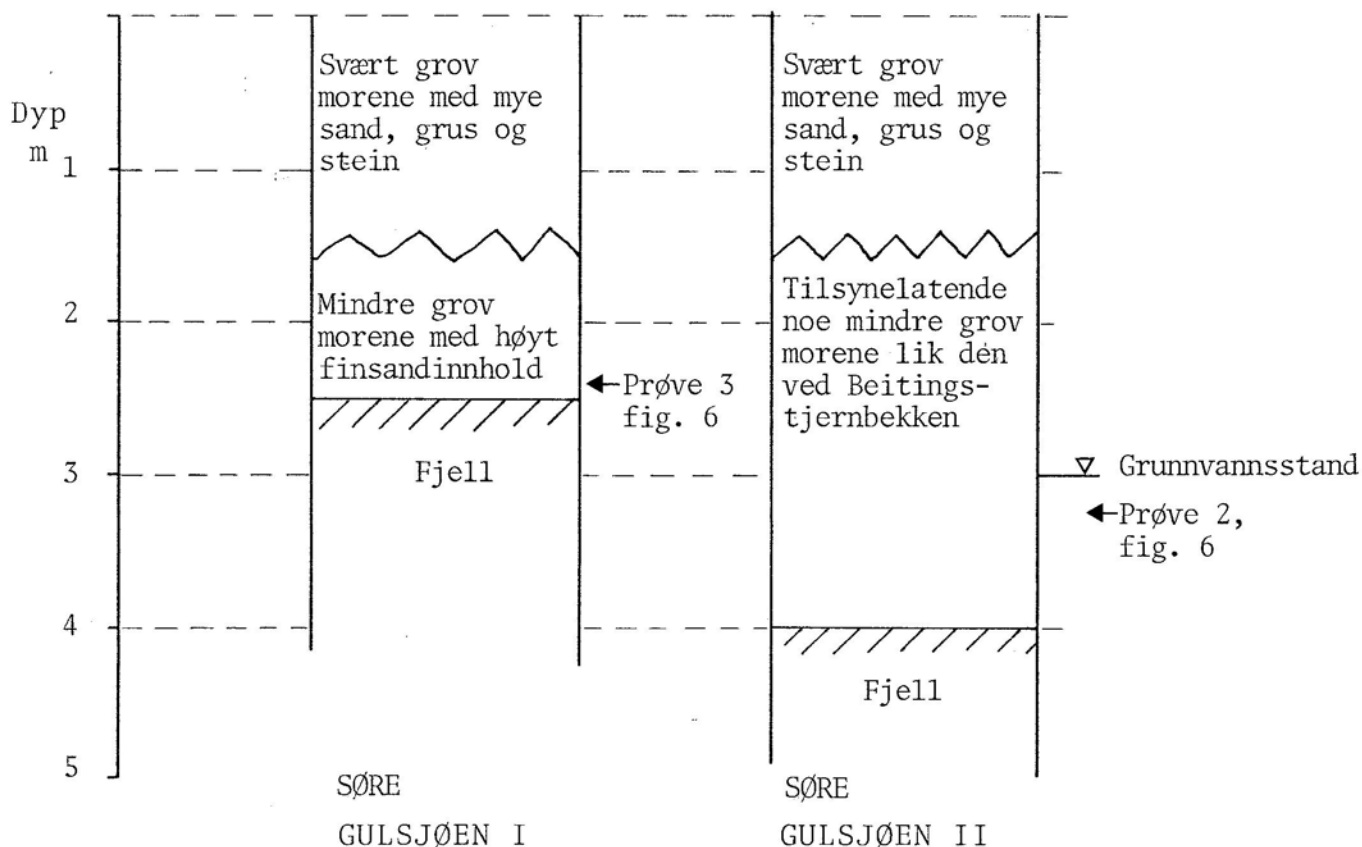 Dyp
m
1
2
3
4
5
Svært grov
morene med mye
sand, grus og
stein
Mindre grov
morene med høyt
finsandinnhold
Prøve 3
fig. 6
Fjell
SØRE
GULSJØEN I
Svært grov
morene med mye
sand, grus og
stein
Tilsynelatende
noe mindre grov
morene lik dén
ved Beitings-
tjernbekken
Grunnvannsstand
Prøve 2,
fig. 6
Fjell
SØRE
GULSJØEN II